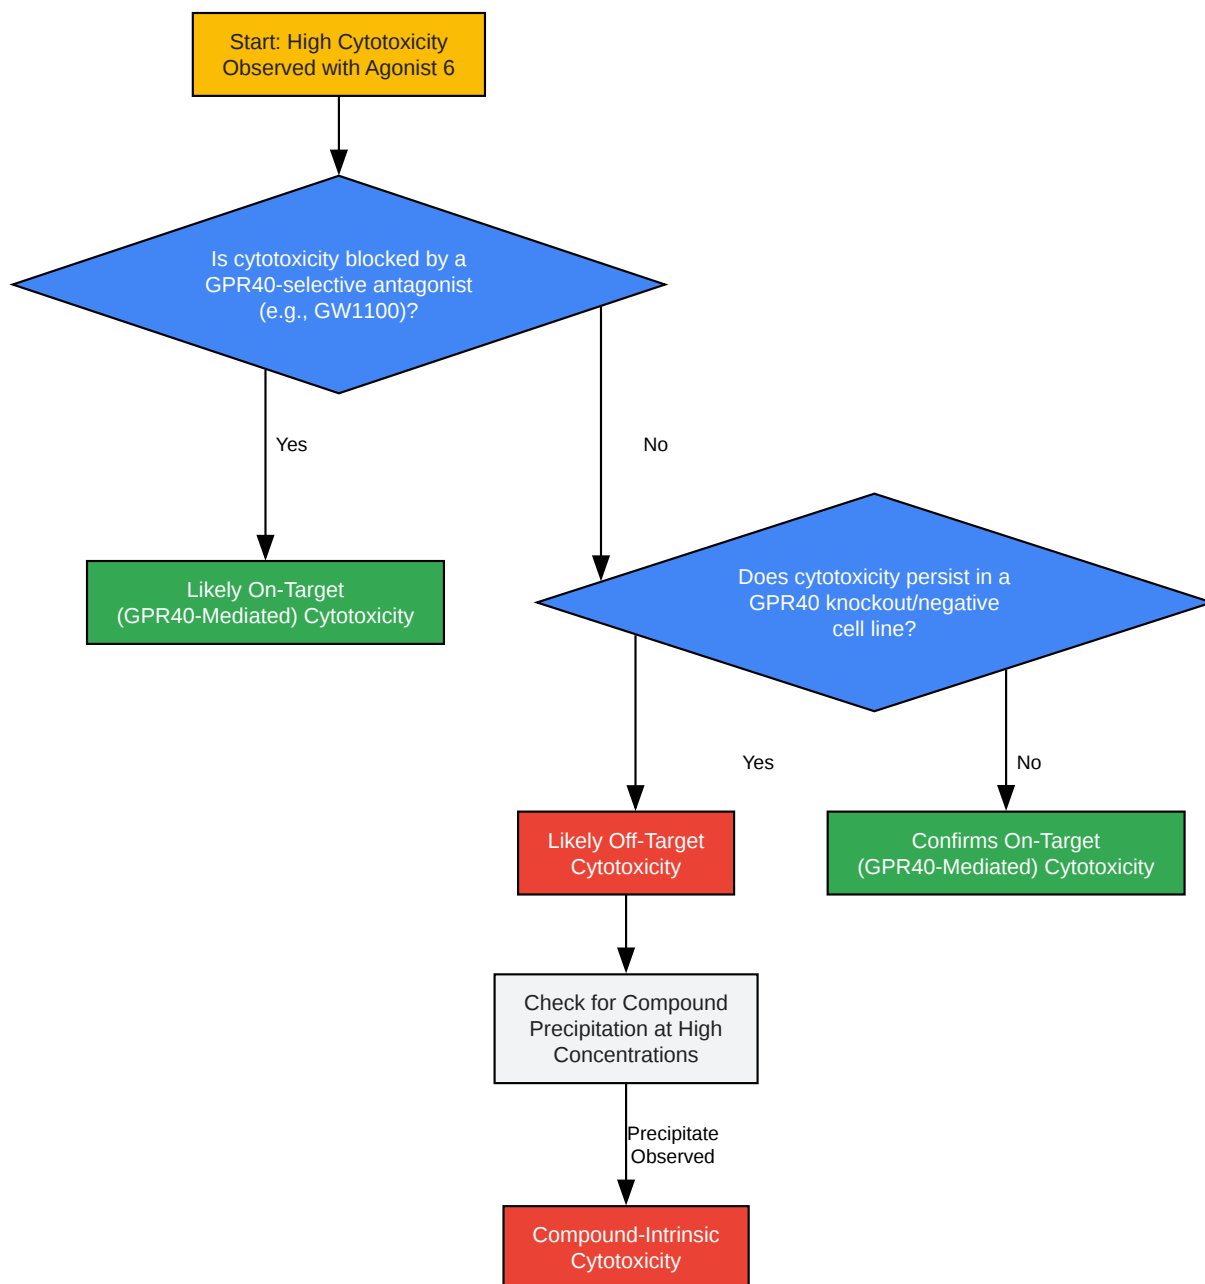 Start: High Cytotoxicity
Observed with Agonist 6
Is cytotoxicity blocked by a
GPR40-selective antagonist
(e.g., GW1100)?
Yes
No
Likely On-Target
(GPR40-Mediated) Cytotoxicity
Does cytotoxicity persist in a
GPR40 knockout/negative
cell line?
Yes
No
Likely Off-Target
Cytotoxicity
Confirms On-Target
(GPR40-Mediated) Cytotoxicity
Check for Compound
Precipitation at High
Concentrations
Precipitate
Observed
Compound-Intrinsic
Cytotoxicity